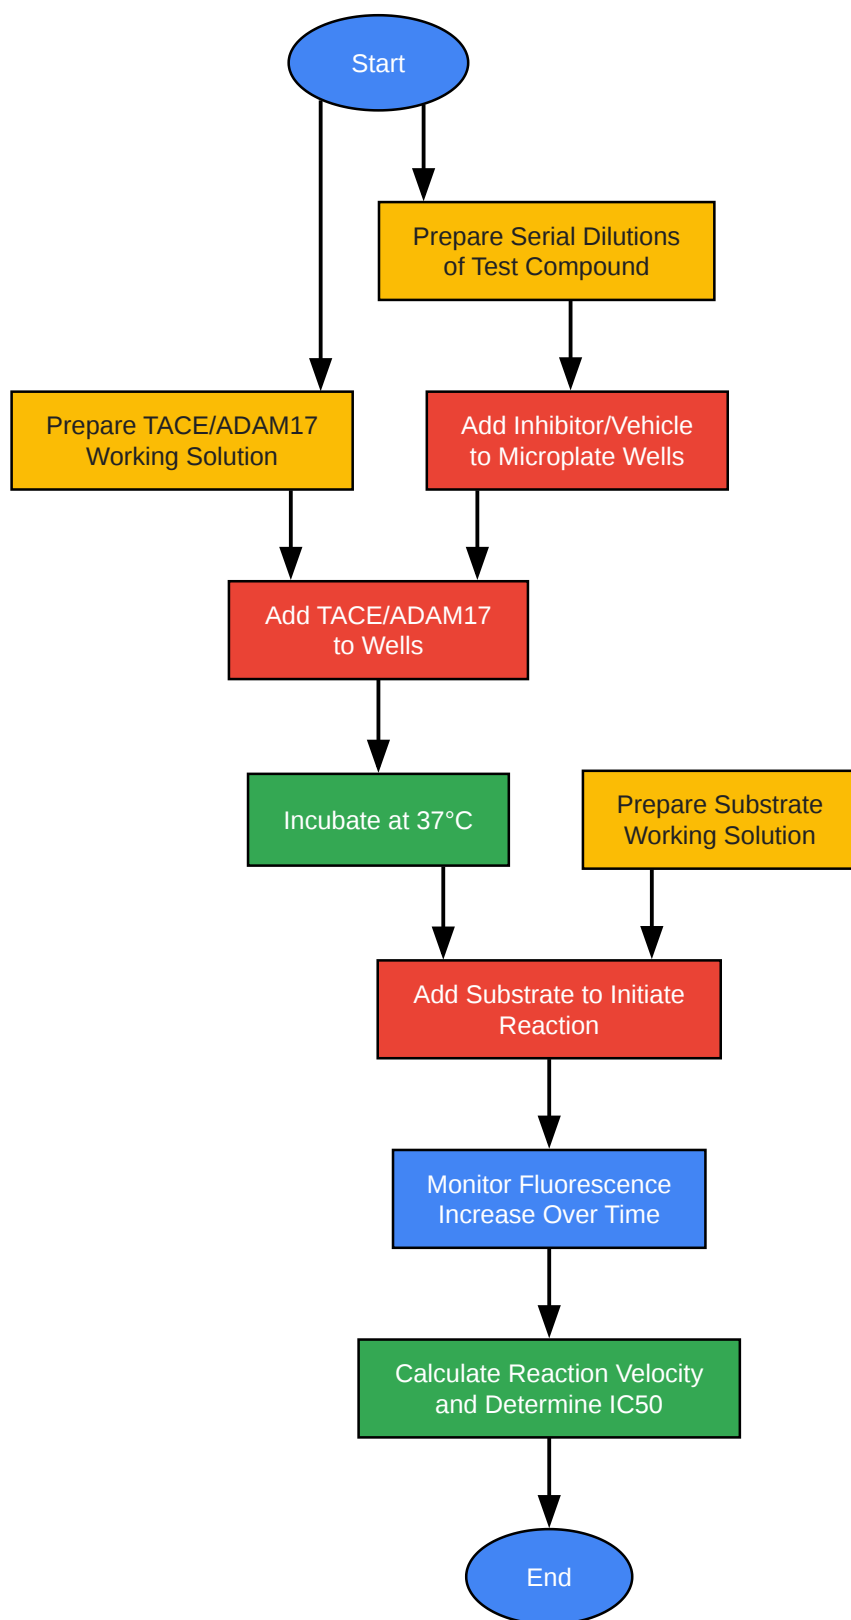 Start
Prepare Serial Dilutions
of Test Compound
Prepare TACE/ADAM17
Working Solution
Add Inhibitor/Vehicle
to Microplate Wells
Add TACE/ADAM17
to Wells
Incubate at 37°C
Prepare Substrate
Working Solution
Add Substrate to Initiate
Reaction
Monitor Fluorescence
Increase Over Time
Calculate Reaction Velocity
and Determine IC50
End